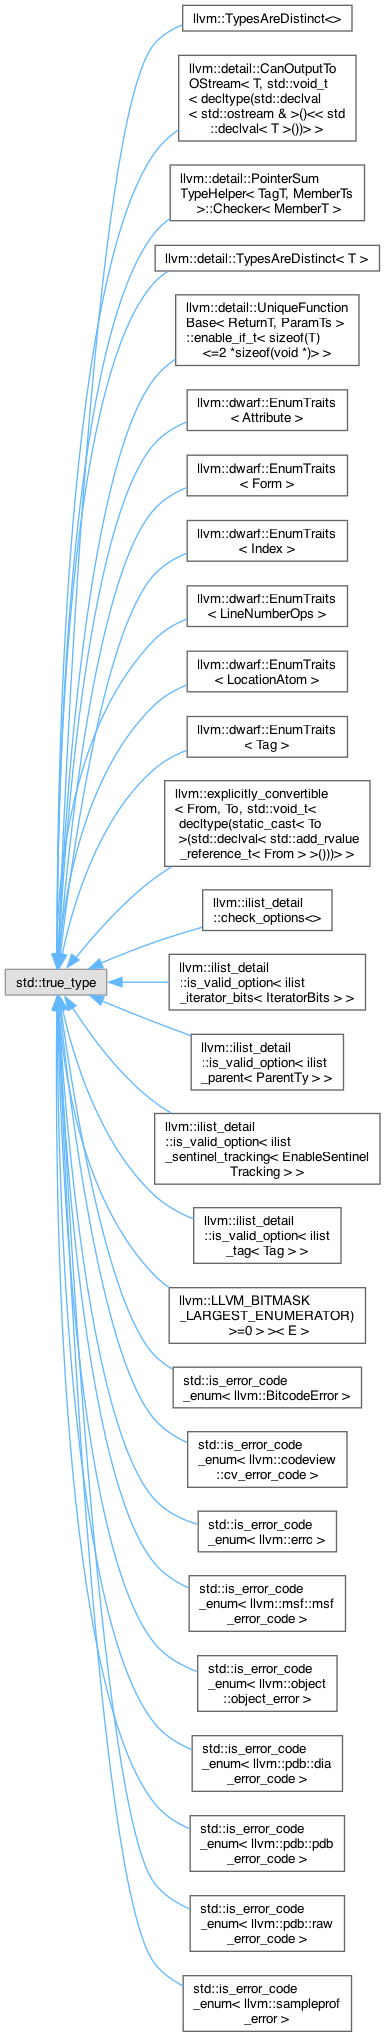 llvm::TypesAreDistinct<>
llvm::detail::CanOutputTo
OStream< T, std::void_t
< decltype(std::declval
< std::ostream & >()<< std
::declval< T >())> >
llvm::detail::PointerSum
TypeHelper< TagT, MemberTs
>::Checker< MemberT >
llvm::detail::TypesAreDistinct< T >
llvm::detail::UniqueFunction
Base< ReturnT, ParamTs >
::enable_if_t< sizeof(T)
<=2 *sizeof(void *)> >
llvm::dwarf::EnumTraits
< Attribute >
llvm::dwarf::EnumTraits
< Form >
llvm::dwarf::EnumTraits
< Index >
llvm::dwarf::EnumTraits
< LineNumberOps >
llvm::dwarf::EnumTraits
< LocationAtom >
llvm::dwarf::EnumTraits
< Tag >
llvm::explicitly_convertible
< From, To, std::void_t<
decltype(static_cast< To
>(std::declval< std::add_rvalue
_reference_t< From > >()))> >
llvm::ilist_detail
::check_options<>
std::true_type
llvm::ilist_detail
::is_valid_option< ilist
_iterator_bits< IteratorBits > >
llvm::ilist_detail
::is_valid_option< ilist
_parent< ParentTy > >
llvm::ilist_detail
::is_valid_option< ilist
_sentinel_tracking< EnableSentinel
Tracking > >
llvm::ilist_detail
::is_valid_option< ilist
_tag< Tag > >
llvm::LLVM_BITMASK
_LARGEST_ENUMERATOR)
>=0 > >< E >
std::is_error_code
_enum< llvm::BitcodeError >
std::is_error_code
_enum< llvm::codeview
::cv_error_code >
std::is_error_code
_enum< llvm::errc >
std::is_error_code
_enum< llvm::msf::msf
_error_code >
std::is_error_code
_enum< llvm::object
::object_error >
std::is_error_code
_enum< llvm::pdb::dia
_error_code >
std::is_error_code
_enum< llvm::pdb::pdb
_error_code >
std::is_error_code
_enum< llvm::pdb::raw
_error_code >
std::is_error_code
_enum< llvm::sampleprof
_error >